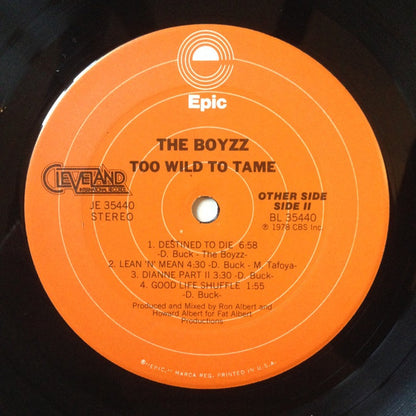 Epic
THE BOYZZ
TOO WILD TO TAME
CLEVELAND
JE 35440
STEREO
OTHER SIDE
SIDE II
BL 35440
℗ 1978 CBS Inc.
1. DESTINED TO DIE 6:58
-D. Buck - The Boyzz-
2. LEAN 'N' MEAN 4:30 -D. Buck - M. Tafoya-
3. DIANNE PART II 3:30 -D. Buck-
4. GOOD LIFE SHUFFLE 1:55
-D. Buck-
Produced and Mixed by Ron Albert and
Howard Albert for Fat Albert
Productions
"EPIC," MARCA REG. PRINTED IN U.S.A.